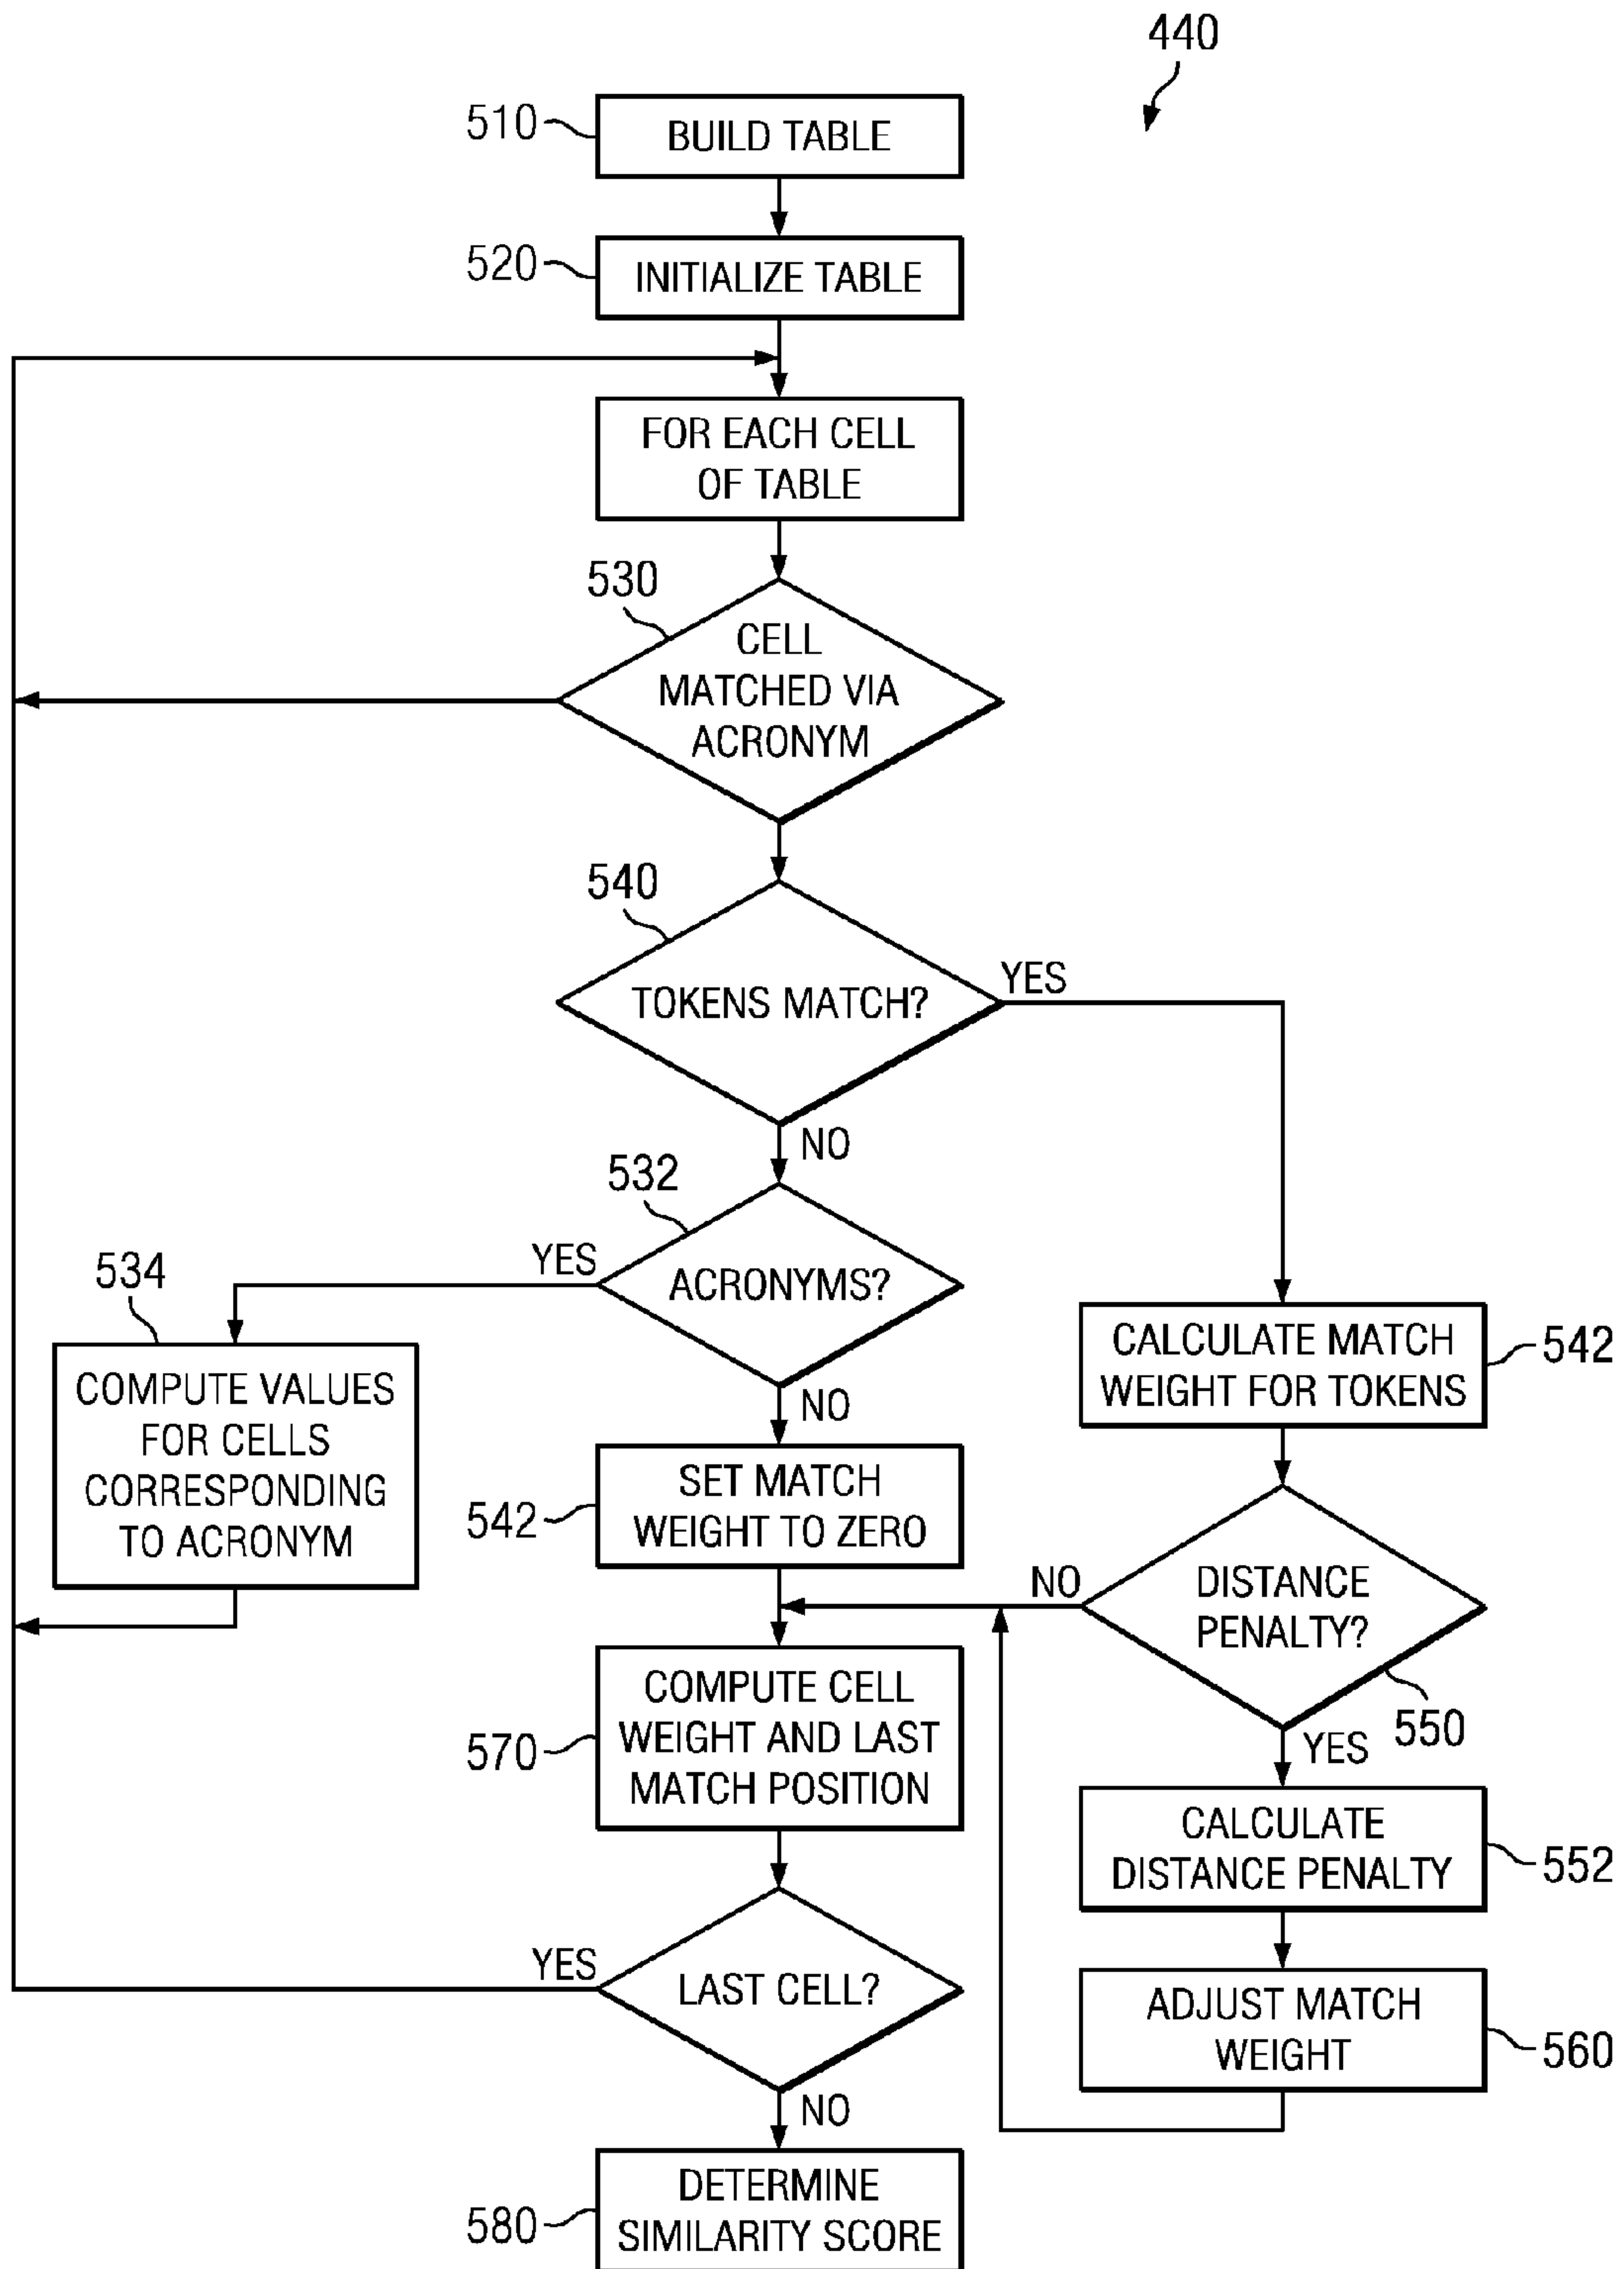 440
510
BUILD TABLE
520
INITIALIZE TABLE
FOR EACH CELL
OF TABLE
530
CELL
MATCHED VIA
ACRONYM
540
TOKENS MATCH?
YES
NO
532
ACRONYMS?
YES
NO
534
COMPUTE VALUES
FOR CELLS
CORRESPONDING
TO ACRONYM
CALCULATE MATCH
WEIGHT FOR TOKENS
542
SET MATCH
WEIGHT TO ZERO
542
NO
DISTANCE
PENALTY?
550
YES
COMPUTE CELL
WEIGHT AND LAST
MATCH POSITION
570
CALCULATE
DISTANCE PENALTY
552
YES
LAST CELL?
NO
ADJUST MATCH
WEIGHT
560
DETERMINE
SIMILARITY SCORE
580